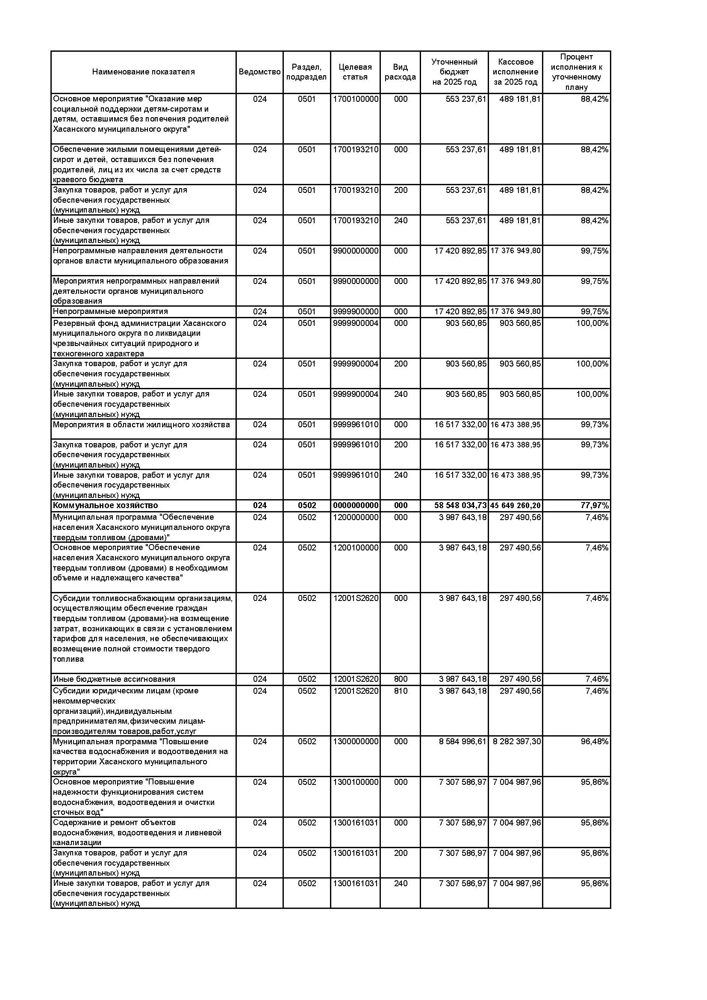 Наименование показателя Ведомство Раздел, подраздел Целевая статья Вид расхода Уточненный бюджет на 2025 год Кассовое исполнение за 2025 год Процент исполнения к уточненному плану
Основное мероприятие "Оказание мер 024 0501 1700100000 000 553 237,61 489 181,81 88,42%
социальной поддержки детям-сиротам и
детям, оставшимся без попечения родителей
Хасанского муниципального округа"
Обеспечение жилыми помещениями детей- 024 0501 1700193210 000 553 237,61 489 181,81 88,42%
сирот и детей, оставшихся без попечения
родителей, лиц из их числа за счет средств
краевого бюджета
Закупка товаров, работ и услуг для 024 0501 1700193210 200 553 237,61 489 181,81 88,42%
обеспечения государственных
(муниципальных) нужд
Иные закупки товаров, работ и услуг для 024 0501 1700193210 240 553 237,61 489 181,81 88,42%
обеспечения государственных
(муниципальных) нужд
Непрограммные направления деятельности 024 0501 9900000000 000 17 420 892,85 17 376 949,80 99,75%
органов власти муниципального образования
Мероприятия непрограммных направлений 024 0501 9990000000 000 17 420 892,85 17 376 949,80 99,75%
деятельности органов муниципального
образования
Непрограммные мероприятия 024 0501 9999900000 000 17 420 892,85 17 376 949,80 99,75%
Резервный фонд администрации Хасанского 024 0501 9999900004 000 903 560,85 903 560,85 100,00%
муниципального округа по ликвидации
чрезвычайных ситуаций природного и
техногенного характера
Закупка товаров, работ и услуг для 024 0501 9999900004 200 903 560,85 903 560,85 100,00%
обеспечения государственных
(муниципальных) нужд
Иные закупки товаров, работ и услуг для 024 0501 9999900004 240 903 560,85 903 560,85 100,00%
обеспечения государственных
(муниципальных) нужд
Мероприятия в области жилищного хозяйства 024 0501 9999961010 000 16 517 332,00 16 473 388,95 99,73%
Закупка товаров, работ и услуг для 024 0501 9999961010 200 16 517 332,00 16 473 388,95 99,73%
обеспечения государственных
(муниципальных) нужд
Иные закупки товаров, работ и услуг для 024 0501 9999961010 240 16 517 332,00 16 473 388,95 99,73%
обеспечения государственных
(муниципальных) нужд
Коммунальное хозяйство 024 0502 0000000000 000 58 548 034,73 45 649 260,20 77,97%
Муниципальная программа "Обеспечение 024 0502 1200000000 000 3 987 643,18 297 490,56 7,46%
населения Хасанского муниципального округа
твердым топливом (дровами)"
Основное мероприятие "Обеспечение 024 0502 1200100000 000 3 987 643,18 297 490,56 7,46%
населения Хасанского муниципального округа
твердым топливом (дровами) в необходимом
объеме и надлежащего качества"
Субсидии топливоснабжающим организациям, 024 0502 12001S2620 000 3 987 643,18 297 490,56 7,46%
осуществляющим обеспечение граждан
твердым топливом (дровами)-на возмещение
затрат, возникающих в связи с установлением
тарифов для населения, не обеспечивающих
возмещение полной стоимости твердого
топлива
Иные бюджетные ассигнования 024 0502 12001S2620 800 3 987 643,18 297 490,56 7,46%
Субсидии юридическим лицам (кроме 024 0502 12001S2620 810 3 987 643,18 297 490,56 7,46%
некоммерческих
организаций),индивидуальным
предпринимателям,физическим лицам-
производителям товаров,работ,услуг
Муниципальная программа "Повышение 024 0502 1300000000 000 8 584 996,61 8 282 397,30 96,48%
качества водоснабжения и водоотведения на
территории Хасанского муниципального
округа"
Основное мероприятие "Повышение 024 0502 1300100000 000 7 307 586,97 7 004 987,96 95,86%
надежности функционирования систем
водоснабжения, водоотведения и очистки
сточных вод"
Содержание и ремонт объектов 024 0502 1300161031 000 7 307 586,97 7 004 987,96 95,86%
водоснабжения, водоотведения и ливневой
канализации
Закупка товаров, работ и услуг для 024 0502 1300161031 200 7 307 586,97 7 004 987,96 95,86%
обеспечения государственных
(муниципальных) нужд
Иные закупки товаров, работ и услуг для 024 0502 1300161031 240 7 307 586,97 7 004 987,96 95,86%
обеспечения государственных
(муниципальных) нужд